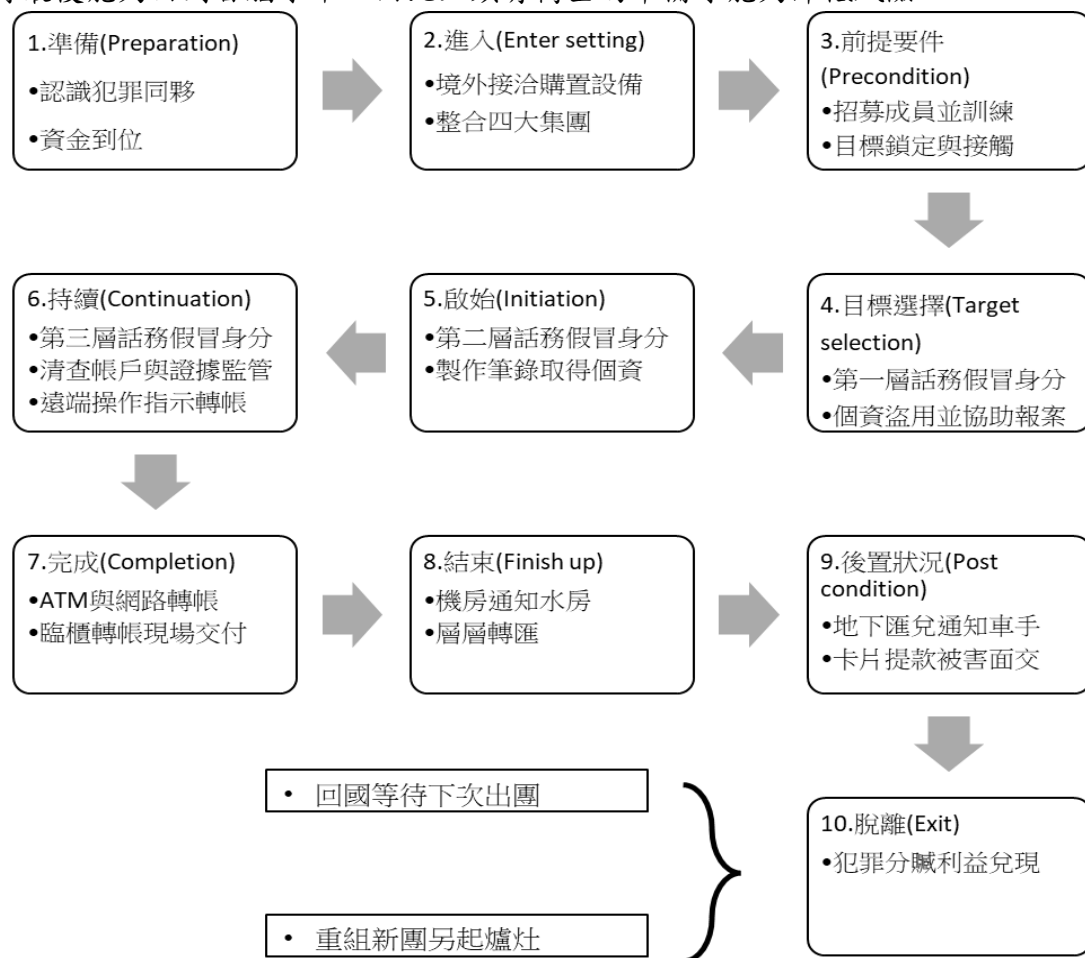 1.準備(Preparation)
•認識犯罪同夥
•資金到位
2.進入(Enter setting)
•境外接洽購置設備
•整合四大集團
3.前提要件
(Precondition)
•招募成員並訓練
•目標鎖定與接觸
4.目標選擇(Target
selection)
•第一層話務假冒身分
•個資盜用並協助報案
5.啟始(Initiation)
•第二層話務假冒身分
•製作筆錄取得個資
6.持續(Continuation)
•第三層話務假冒身分
•清查帳戶與證據監管
•遠端操作指示轉帳
7.完成(Completion)
•ATM與網路轉帳
•臨櫃轉帳現場交付
8.結束(Finish up)
•機房通知水房
•層層轉匯
9.後置狀況(Post
condition)
•地下匯兌通知車手
•卡片提款被害面交
10.脫離(Exit)
•犯罪分贓利益兌現
• 回國等待下次出團
• 重組新團另起爐灶